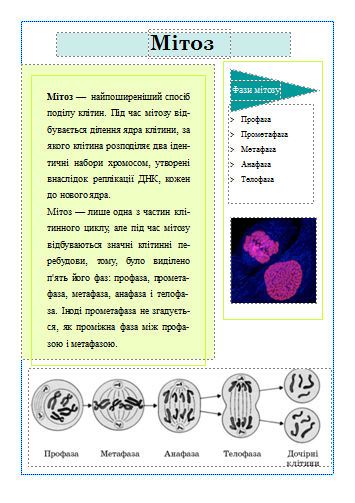 Мітоз
Мітоз — найпоширеніший спосіб
поділу клітин. Під час мітозу від-
бувається ділення ядра клітини, за
якого клітина розподіляє два іден-
тичні набори хромосом, утворені
внаслідок реплікації ДНК, кожен
до нового ядра.
Мітоз — лише одна з частинклі-
тинного циклу, але під час мітозу
відбуваються значні клітинні пе-
ребудови, тому, було виділено
п'ять його фаз: профаза, промета-
фаза, метафаза, анафаза і телофа-
за. Іноді прометафаза не згадуєть-
ся, як проміжна фаза між профа-
зою і метафазою.
Фази мітозу
> Профаза
> Прометафаза
> Метафаза
> Анафаза
> Телофаза
Профаза Метафаза Анафаза Телофаза Дочірні
клітини